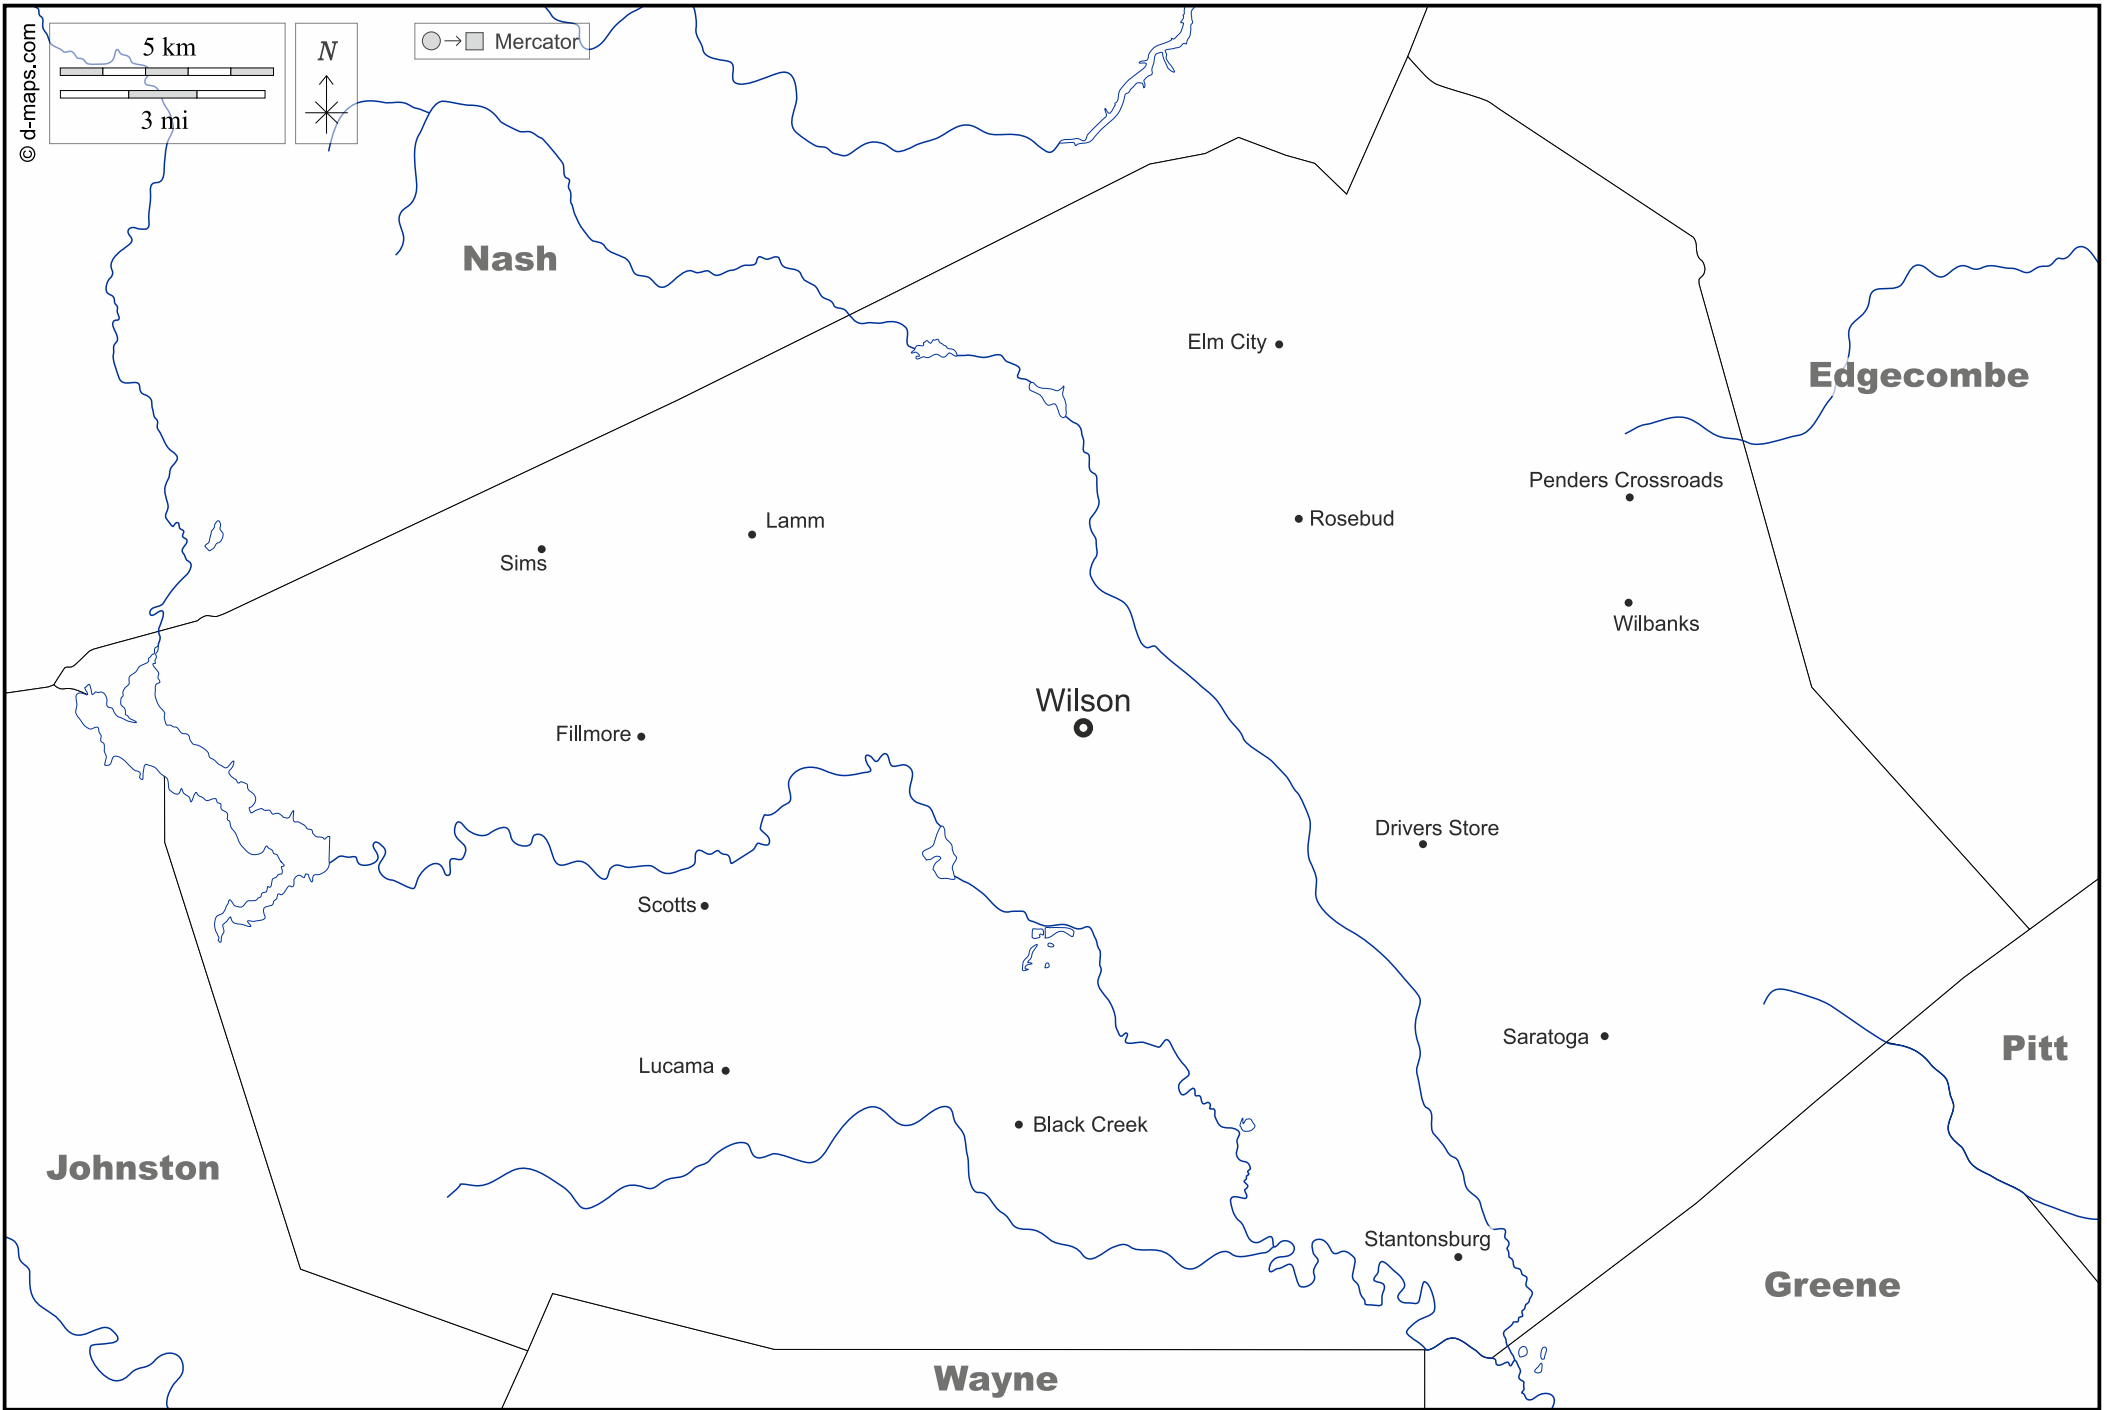 © d-maps.com
5 km
3 mi
N
Mercator
Nash
Elm City
Edgecombe
Penders Crossroads
Rosebud
Lamm
Sims
Wilbanks
Wilson
Fillmore
Drivers Store
Scotts
Saratoga
Pitt
Lucama
Black Creek
Johnston
Stantonsburg
Greene
Wayne